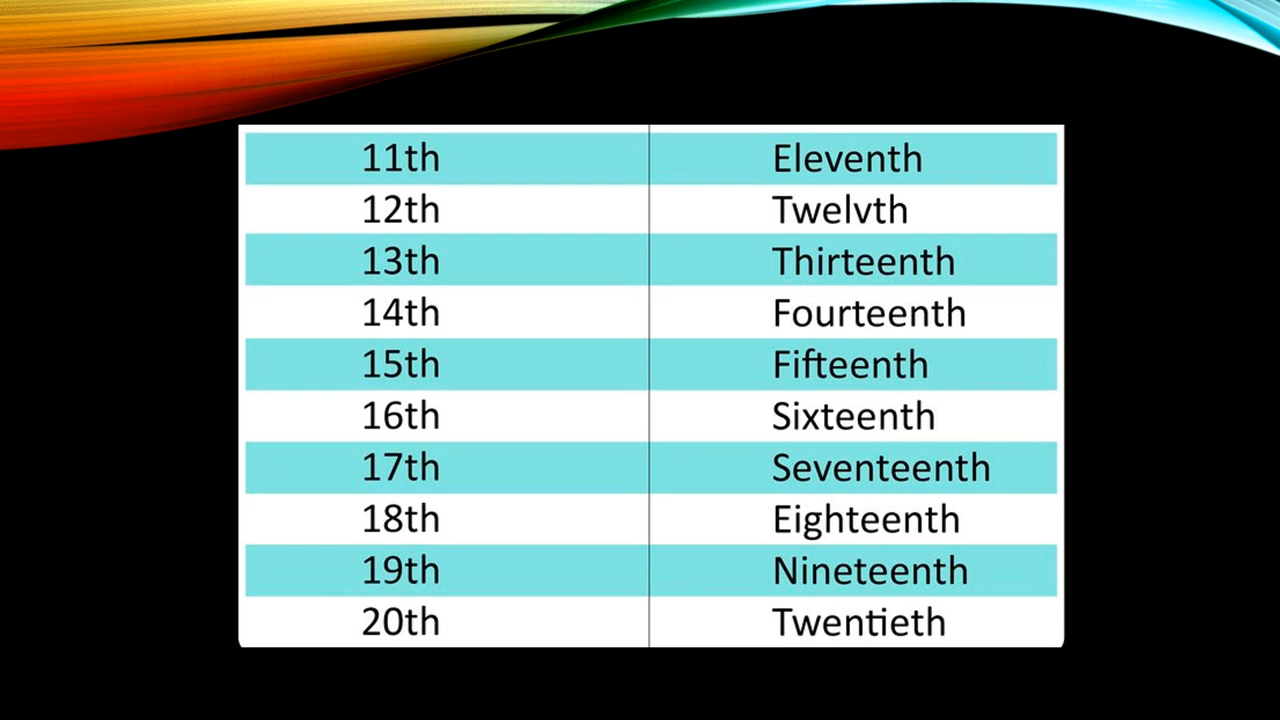 11th Eleventh
12th Twelvth
13th Thirteenth
14th Fourteenth
15th Fifteenth
16th Sixteenth
17th Seventeenth
18th Eighteenth
19th Nineteenth
20th Twentieth